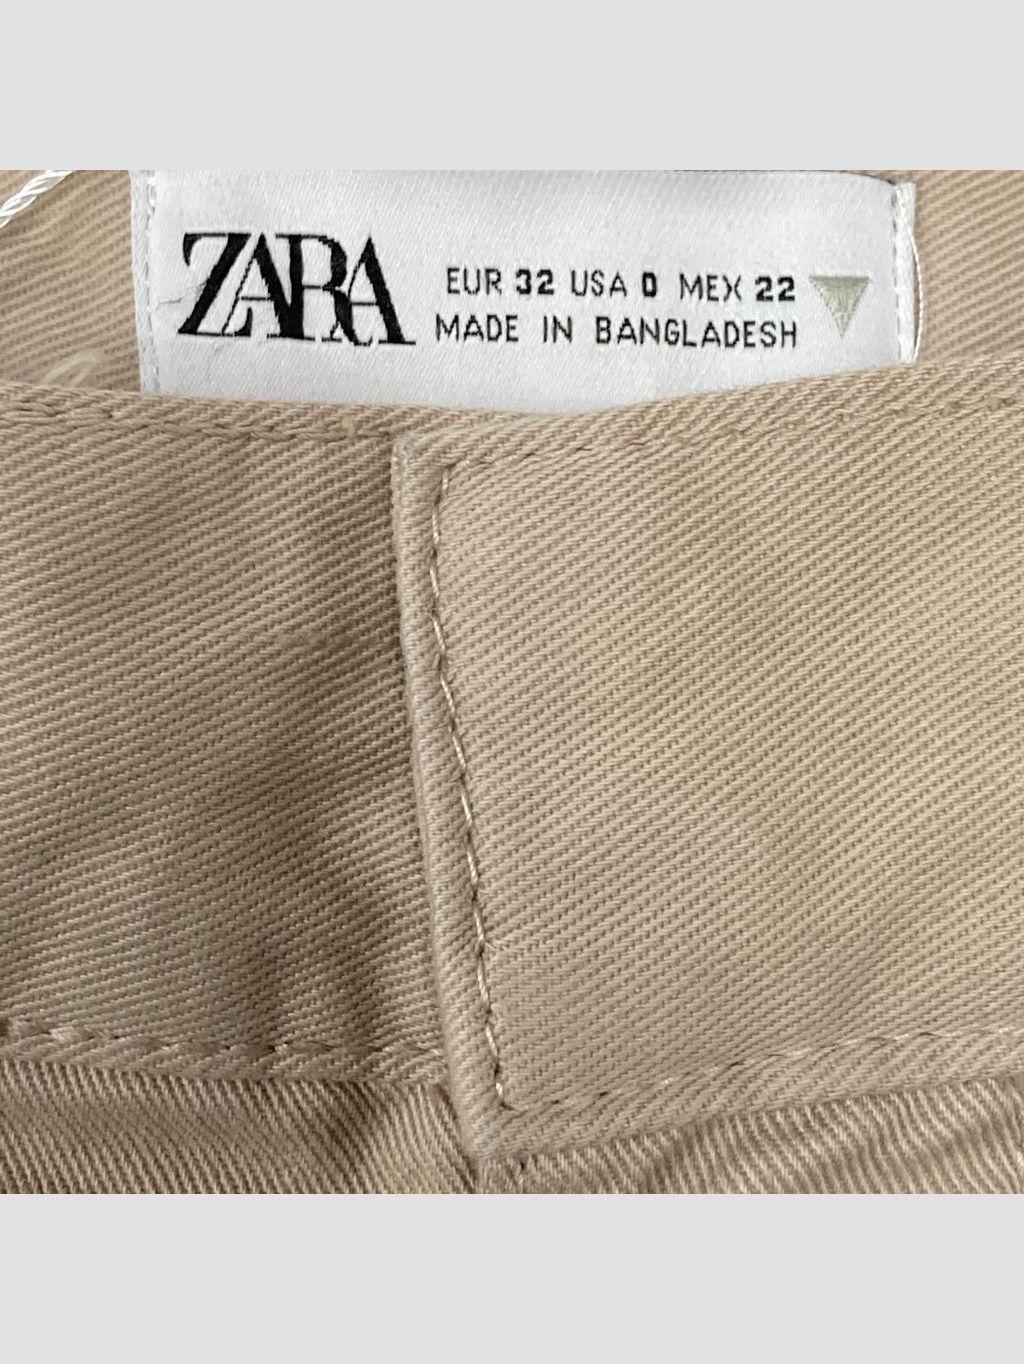 ZARA
EUR 32 USA 0 MEX 22
MADE IN BANGLADESH